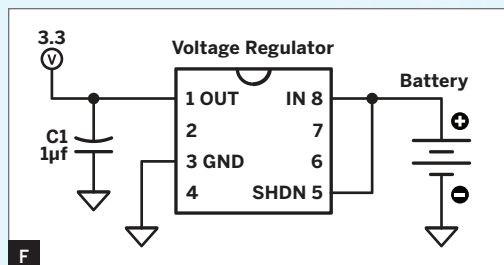 3.3
V
Voltage Regulator
Battery
1 OUT IN 8
2 7
3 GND 6
4 SHDN 5
C1
1µf
+
−
F